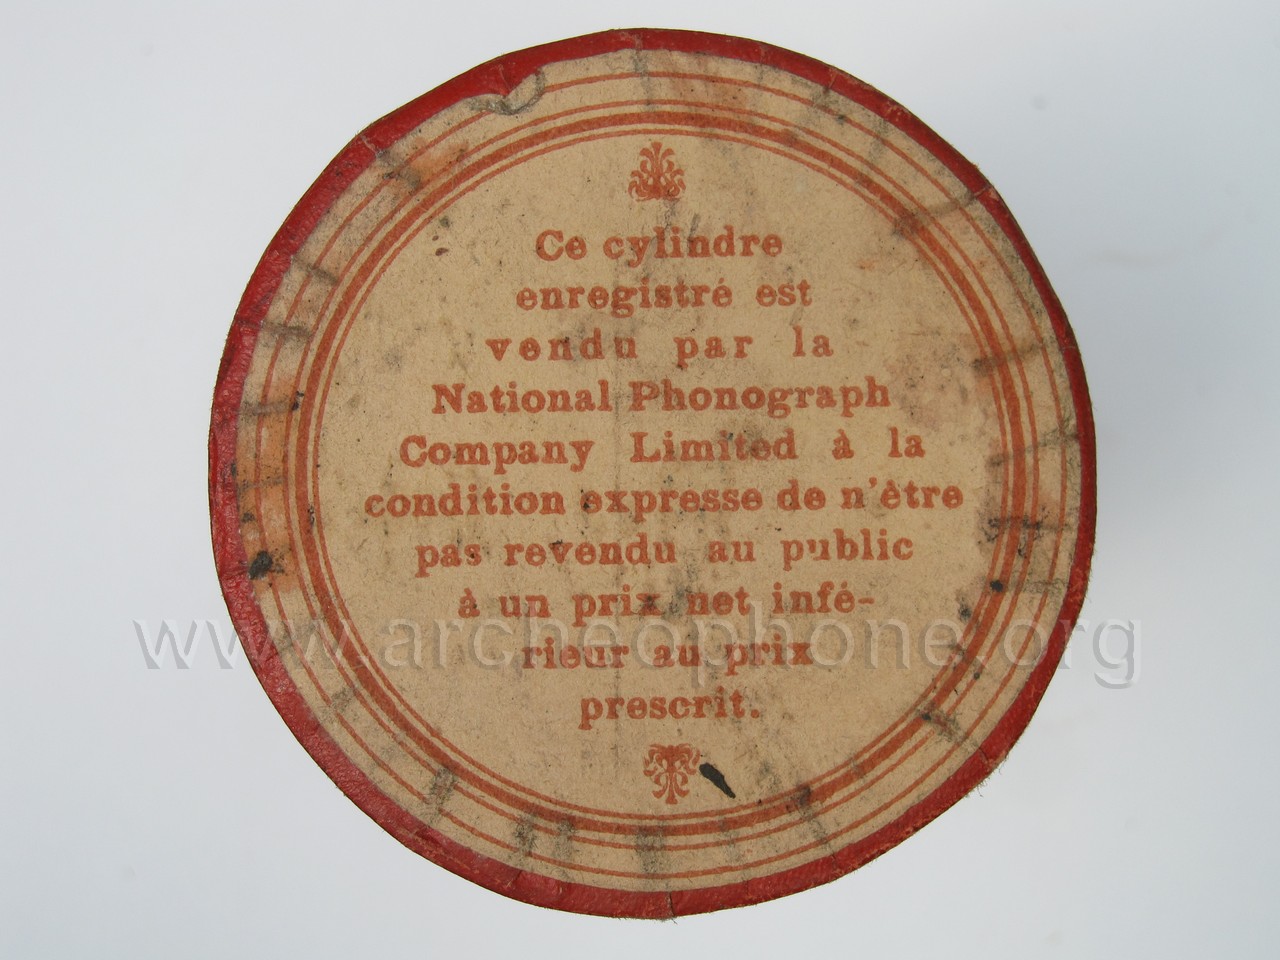 Ce cylindre
enregistré est
vendu par la
National Phonograph
Company Limited à la
condition expresse de n'être
pas revendu au public
à un prix net infé-
rieur au prix
prescrit.
www.archeophone.org